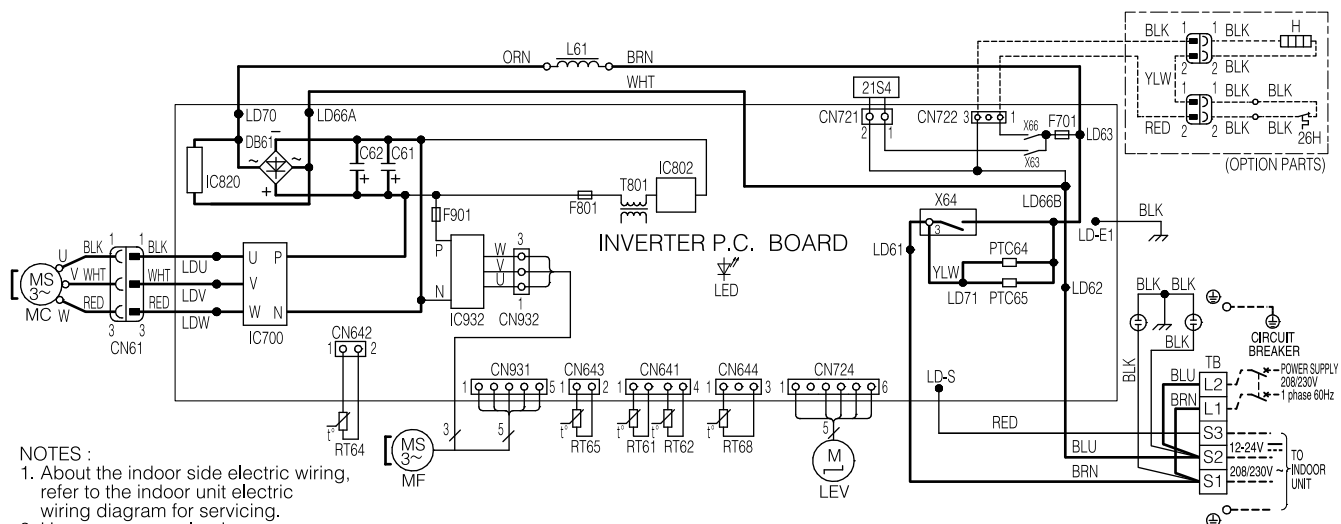 ORN L61 BRN
WHT
BLK 1 1 BLK H
2 2 BLK
YLW
1 1 BLK BLK
RED 2 2 BLK BLK 26H
(OPTION PARTS)
21S4
CN721 2 1
CN722 3 1
X66 F701
X63
LD63
LD70 LD66A
DB61
~ ~
− +
IC820
C62 C61
+ +
F801 T801 IC802
F901
X64
3
LD66B
LD-E1 BLK
LD61
PTC64
YLW
LD71 PTC65
LD62
INVERTER P.C. BOARD
LED
MS
3~
MC
U BLK 1 1 BLK LDU U P
V WHT WHT LDV V
W RED 3 3 RED LDW W N
CN61
IC700
P N
IC932
W V U
3 1
CN932
CN642
1 2
t°
RT64
CN931
1 5
3 5
MS
3~
MF
CN643
1 2
t°
RT65
CN641
1 4
t° t°
RT61 RT62
CN644
1 3
t°
RT68
CN724
1 6
5
M
LEV
LD-S
RED
BLU
BRN
BLK BLK
BLK
BLK
CIRCUIT
BREAKER
TB
BLU L2
BRN L1
S3
S2
S1
POWER SUPPLY
208/230V
1 phase 60Hz
12-24V
208/230V ~
TO
INDOOR
UNIT
NOTES :
1. About the indoor side electric wiring,
refer to the indoor unit electric
wiring diagram for servicing.